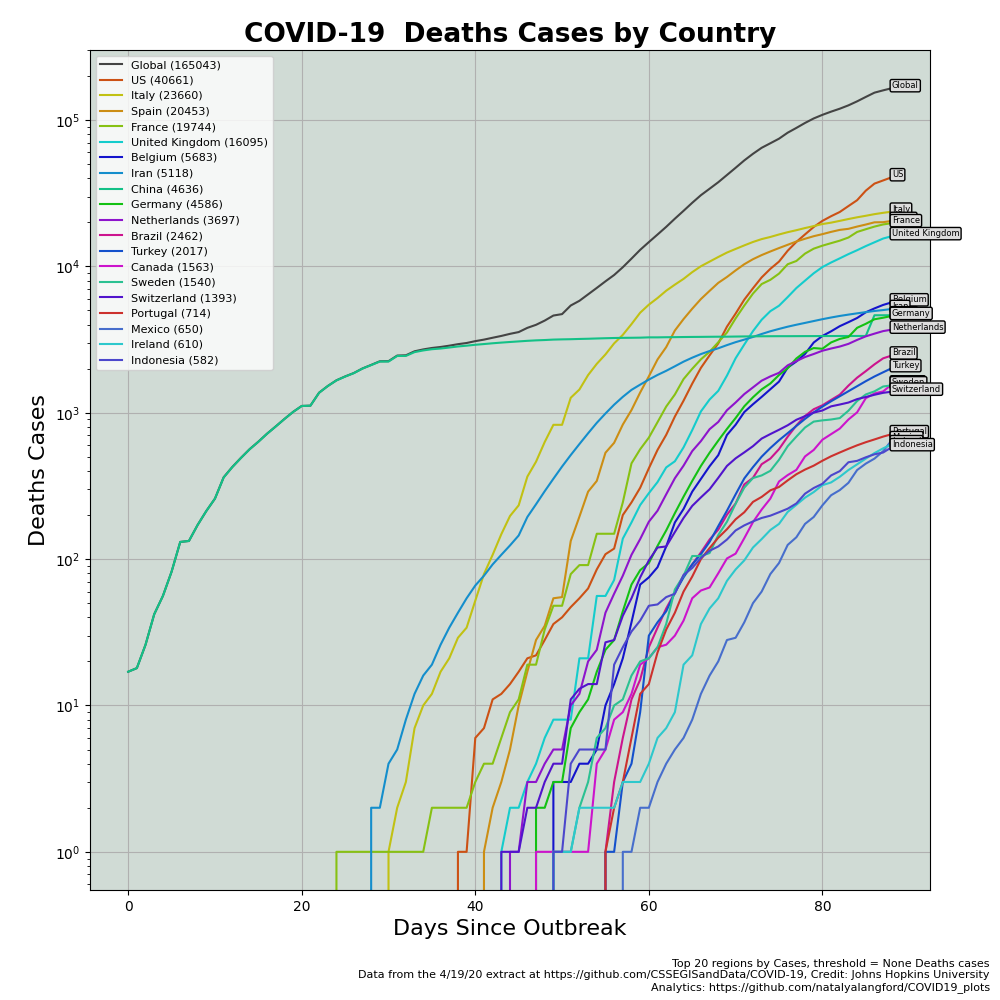 COVID-19  Deaths Cases by Country
Global (165043)
US (40661)
Italy (23660)
Spain (20453)
France (19744)
United Kingdom (16095)
Belgium (5683)
Iran (5118)
China (4636)
Germany (4586)
Netherlands (3697)
Brazil (2462)
Turkey (2017)
Canada (1563)
Sweden (1540)
Switzerland (1393)
Portugal (714)
Mexico (650)
Ireland (610)
Indonesia (582)
Global
US
Italy
France
United Kingdom
Belgium
Iran
Germany
Netherlands
Brazil
Turkey
Sweden
Switzerland
Portugal
Indonesia
10^5
10^4
10^3
10^2
10^1
10^0
Deaths Cases
0 20 40 60 80
Days Since Outbreak
Top 20 regions by Cases, threshold = None Deaths cases
Data from the 4/19/20 extract at https://github.com/CSSEGISandData/COVID-19, Credit: Johns Hopkins University
Analytics: https://github.com/natalyalangford/COVID19_plots